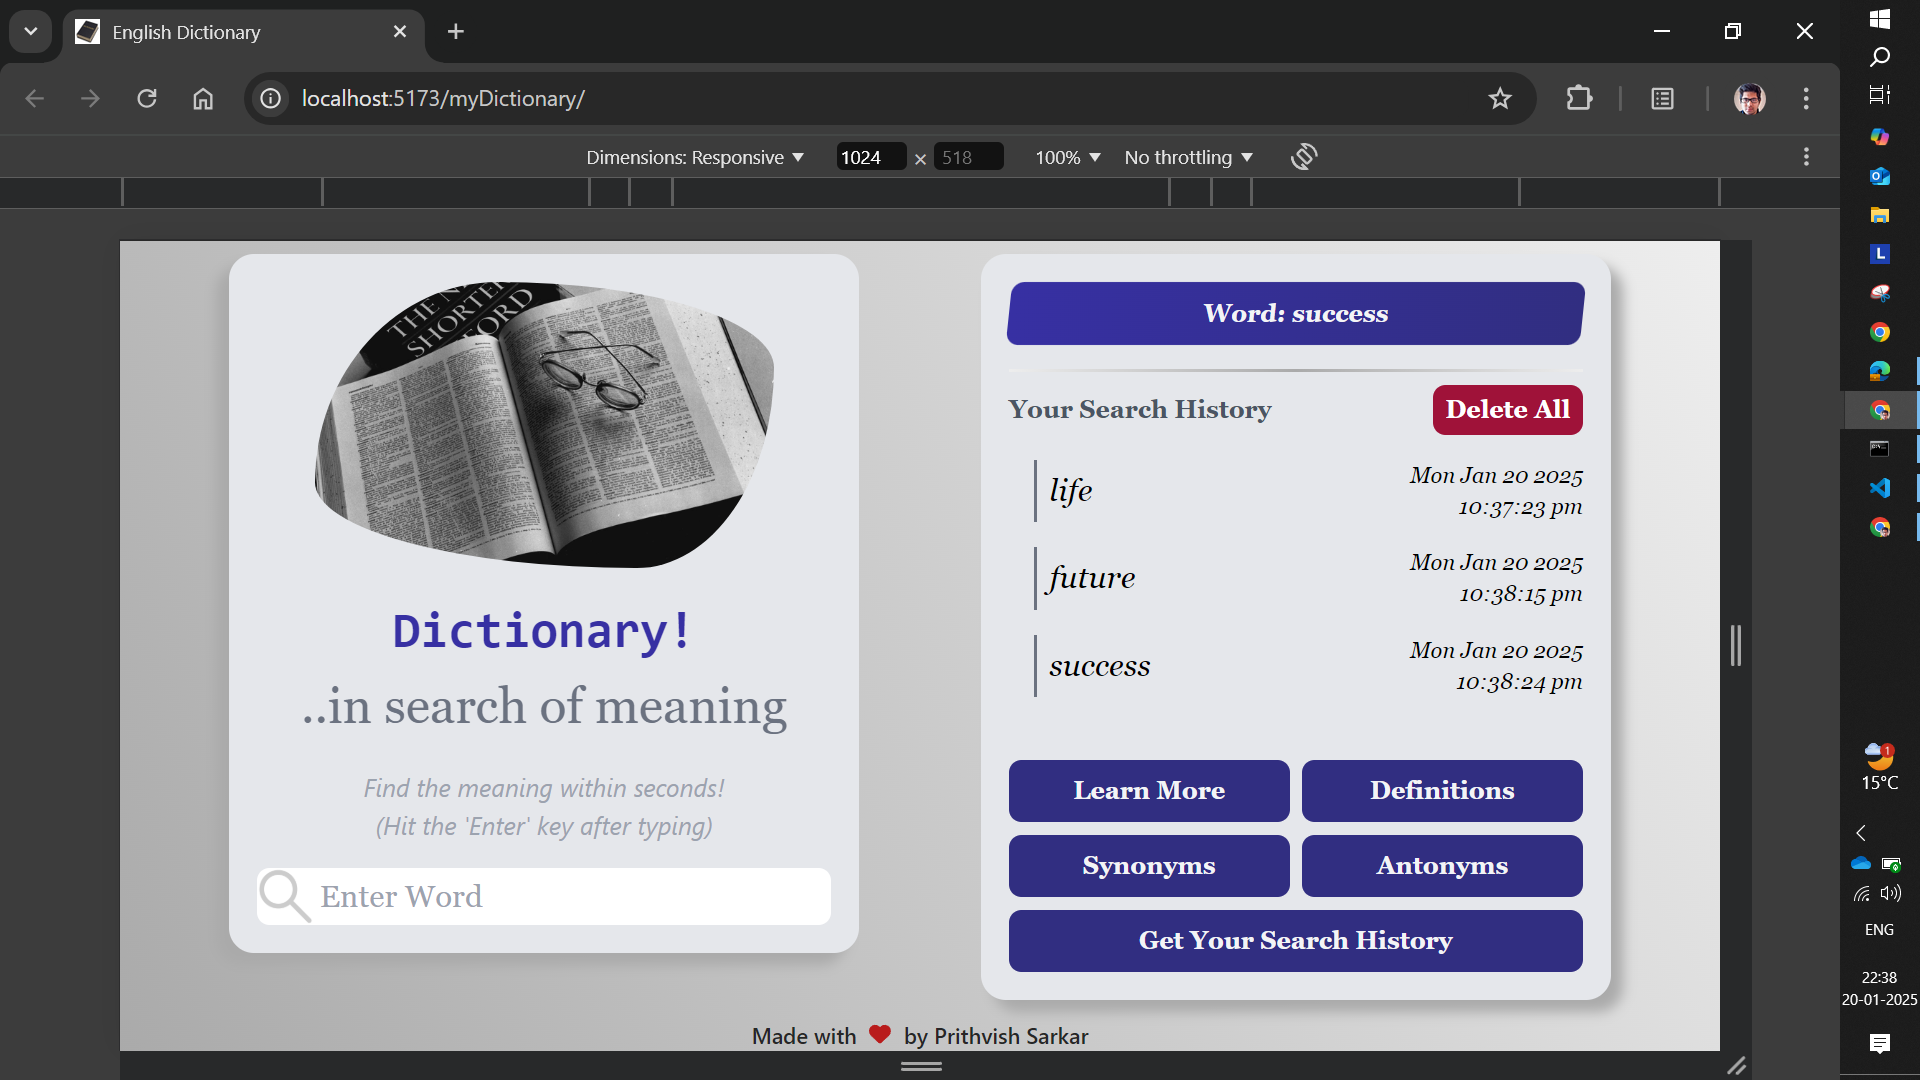 English Dictionary
localhost:5173/myDictionary/
Dimensions: Responsive 1024 × 518 100% No throttling
THE N
SHORTER
FORD
Dictionary!
..in search of meaning
Find the meaning within seconds!
(Hit the 'Enter' key after typing)
Enter Word
Word: success
Your Search History
Delete All
life
Mon Jan 20 2025
10:37:23 pm
future
Mon Jan 20 2025
10:38:15 pm
success
Mon Jan 20 2025
10:38:24 pm
Learn More
Definitions
Synonyms
Antonyms
Get Your Search History
Made with by Prithvish Sarkar
L
1
15°C
ENG
22:38
20-01-2025